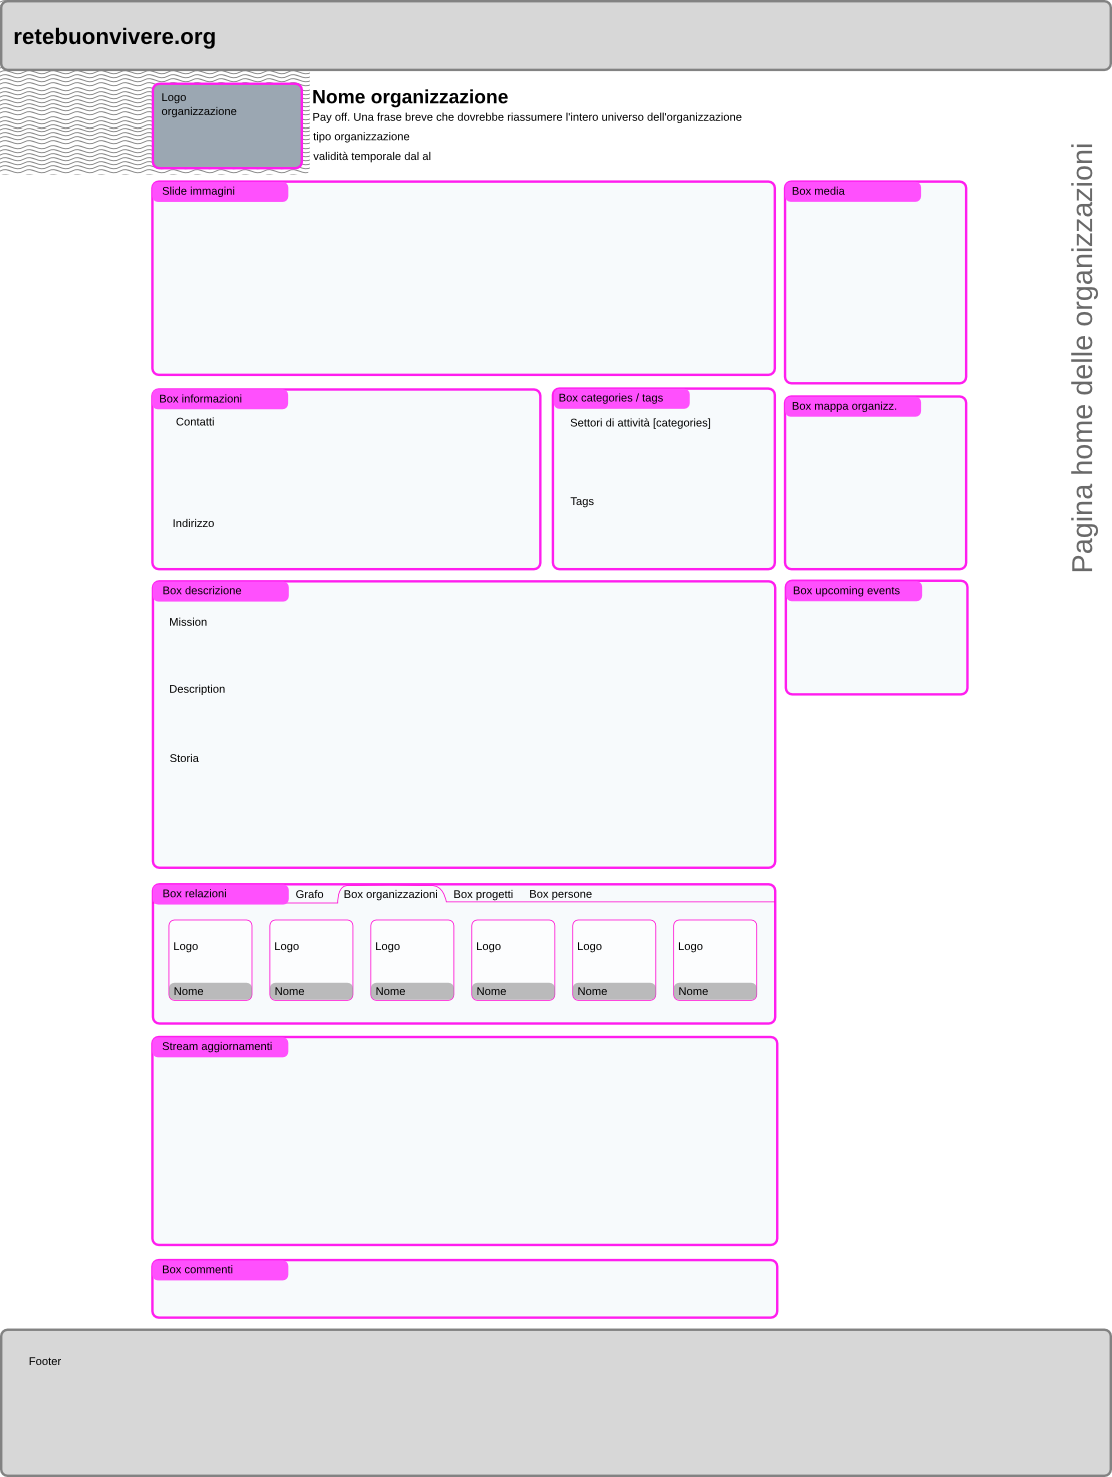 retebuonvivere.org
Logo
organizzazione
Nome organizzazione
Pay off. Una frase breve che dovrebbe riassumere l'intero universo dell'organizzazione
tipo organizzazione
validità temporale dal al
Pagina home delle organizzazioni
Slide immagini
Box media
Box informazioni
Contatti
Indirizzo
Box categories / tags
Settori di attività [categories]
Tags
Box mappa organizz.
Box descrizione
Mission
Description
Storia
Box upcoming events
Box relazioni
Grafo
Box organizzazioni
Box progetti
Box persone
Logo
Nome
Logo
Nome
Logo
Nome
Logo
Nome
Logo
Nome
Logo
Nome
Stream aggiornamenti
Box commenti
Footer